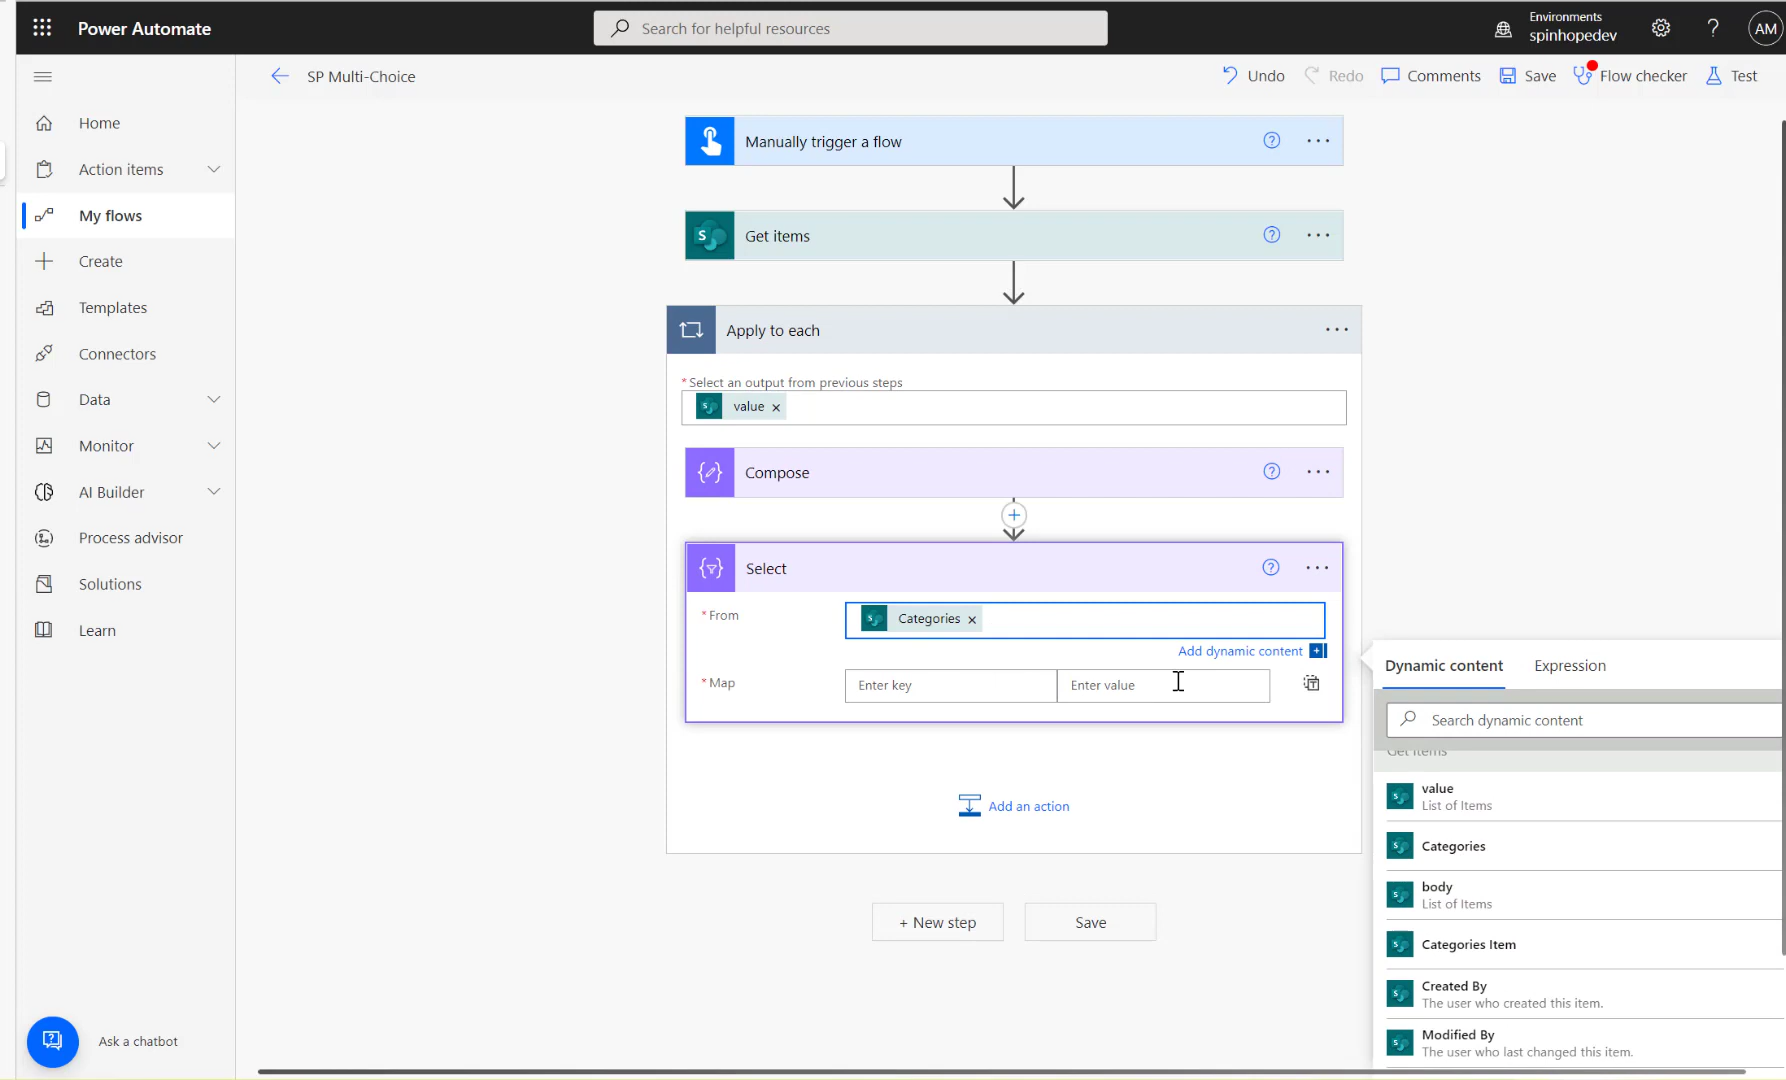 Power Automate
Search for helpful resources
Environments
spinhopedev
AM
SP Multi-Choice
Undo
Redo
Comments
Save
Flow checker
Test
Home
Action items
My flows
Create
Templates
Connectors
Data
Monitor
AI Builder
Process advisor
Solutions
Learn
Ask a chatbot
Manually trigger a flow
Get items
Apply to each
* Select an output from previous steps
value
Compose
Select
* From
Categories
Add dynamic content
* Map
Enter key
Enter value
Add an action
+ New step
Save
Dynamic content
Expression
Search dynamic content
Get items
value
List of Items
Categories
body
List of Items
Categories Item
Created By
The user who created this item.
Modified By
The user who last changed this item.